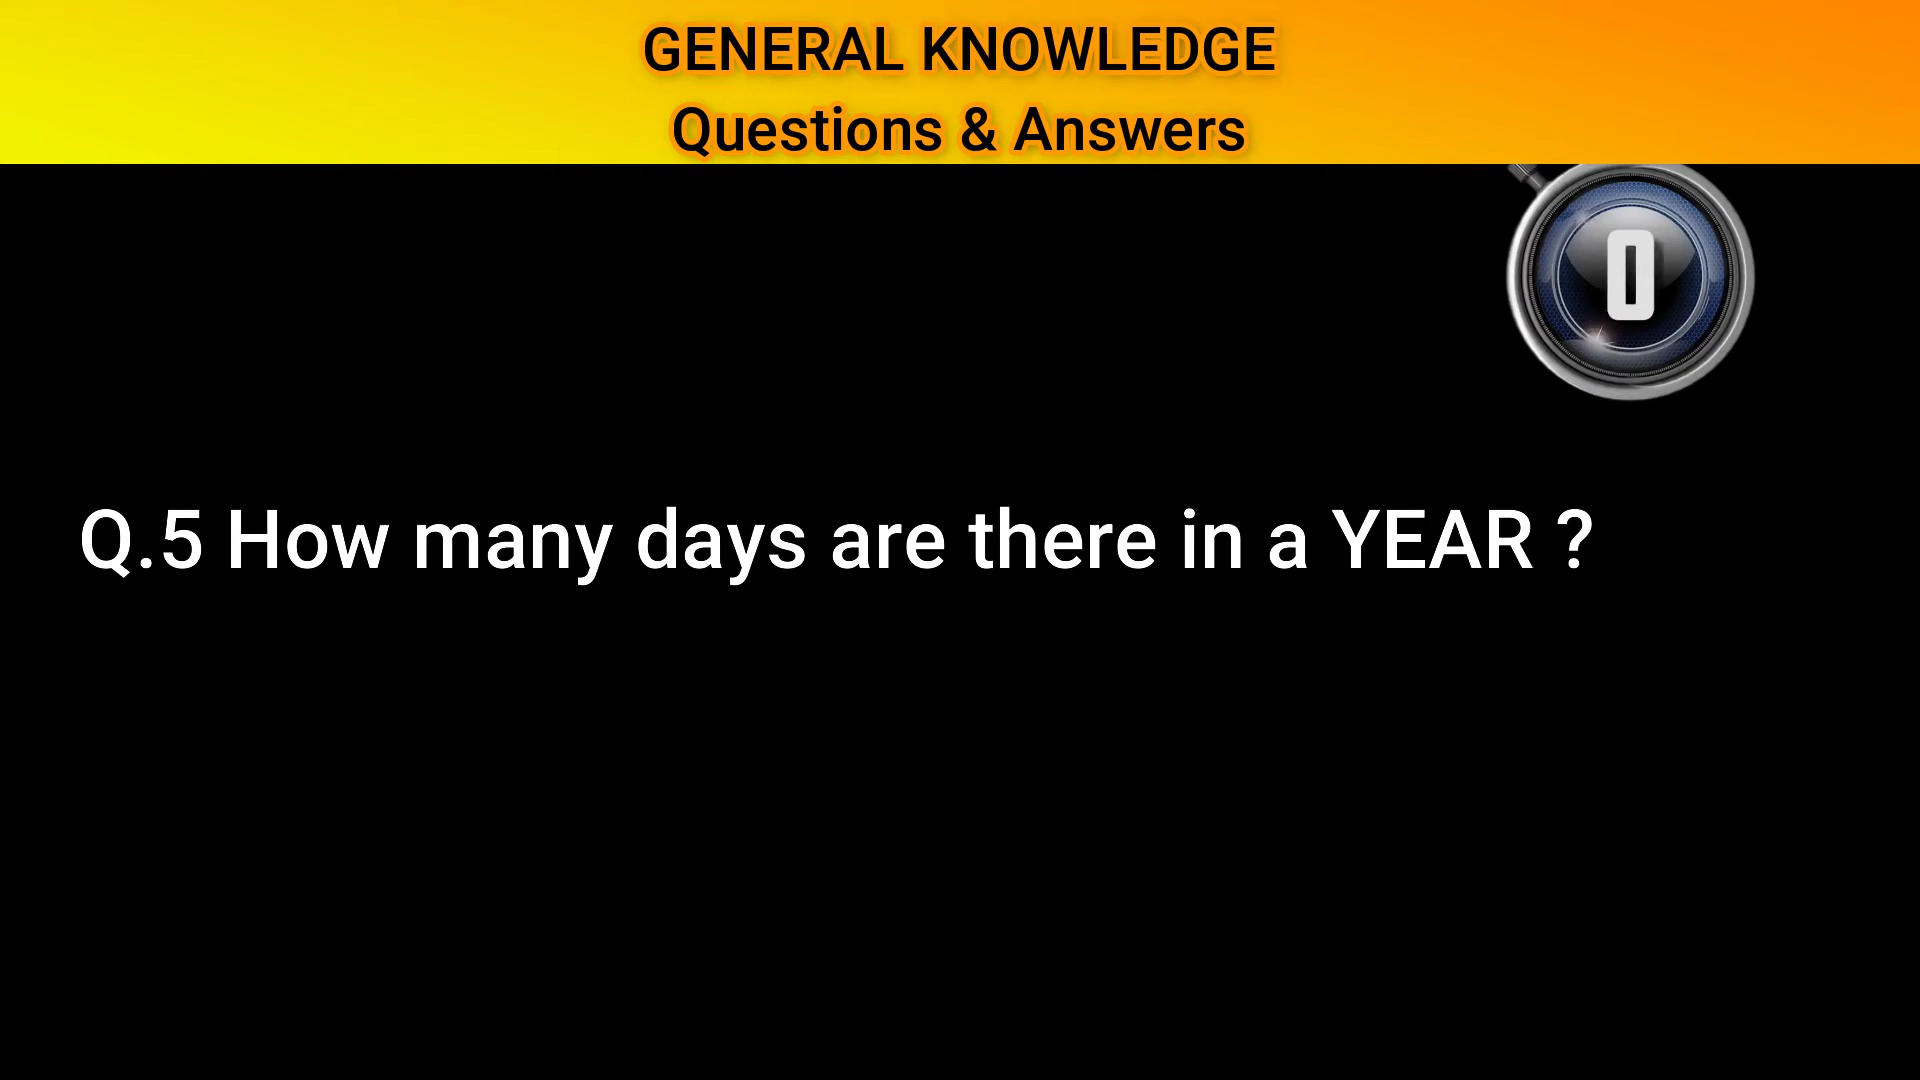 GENERAL KNOWLEDGE
Questions & Answers
0
Q.5 How many days are there in a YEAR ?